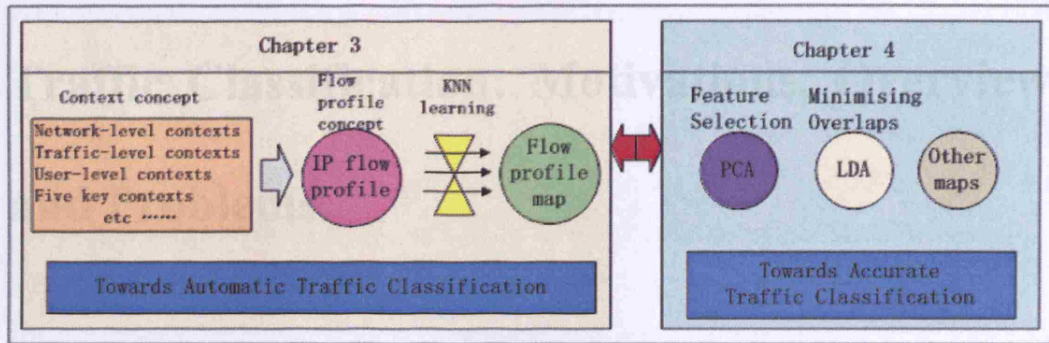 Chapter 3
Context concept
Network-level contexts
Traffic-level contexts
User-level contexts
Five key contexts
etc ······
Flow
profile
concept
IP flow
profile
KNN
learning
Flow
profile
map
Towards Automatic Traffic Classification
Chapter 4
Feature
Selection
PCA
Minimising
Overlaps
LDA
Other
maps
Towards Accurate
Traffic Classification